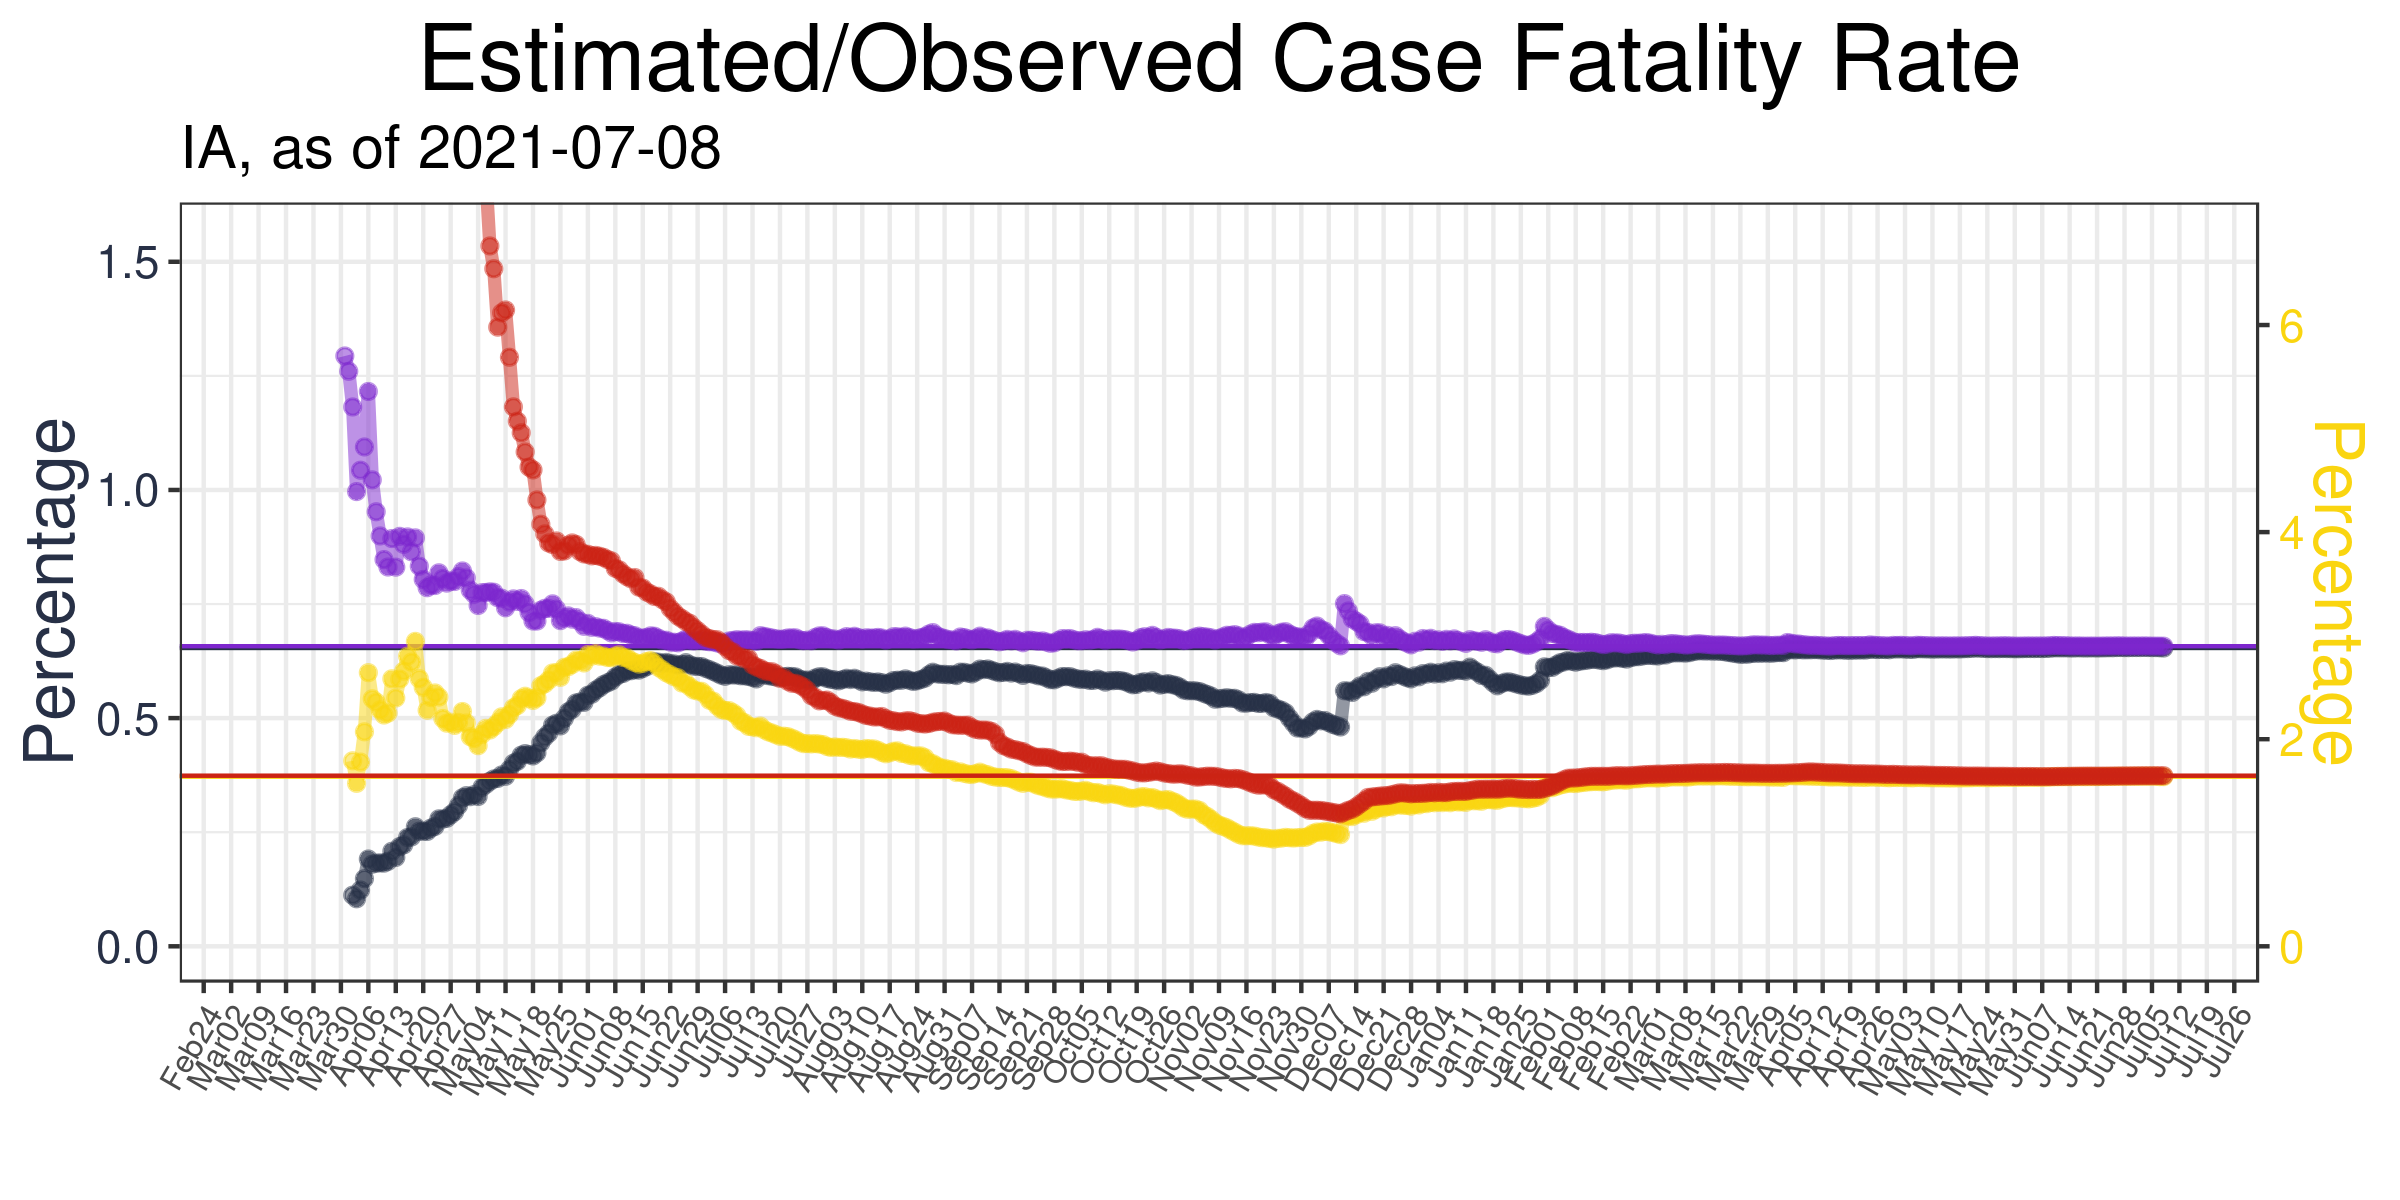 Estimated/Observed Case Fatality Rate
IA, as of 2021-07-08
Percentage
1.5
1.0
0.5
0.0
6
4
2
0
Percentage
Feb24
Mar02
Mar09
Mar16
Mar23
Mar30
Apr06
Apr13
Apr20
Apr27
May04
May11
May18
May25
Jun01
Jun08
Jun15
Jun22
Jun29
Jul06
Jul13
Jul20
Jul27
Aug03
Aug10
Aug17
Aug24
Aug31
Sep07
Sep14
Sep21
Sep28
Oct05
Oct12
Oct19
Oct26
Nov02
Nov09
Nov16
Nov23
Nov30
Dec07
Dec14
Dec21
Dec28
Jan04
Jan11
Jan18
Jan25
Feb01
Feb08
Feb15
Feb22
Mar01
Mar08
Mar15
Mar22
Mar29
Apr05
Apr12
Apr19
Apr26
May03
May10
May17
May24
May31
Jun07
Jun14
Jun21
Jun28
Jul05
Jul12
Jul19
Jul26